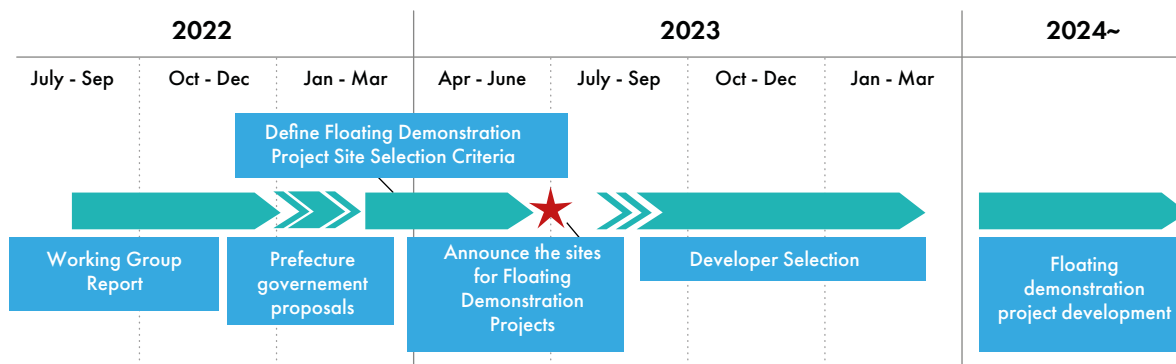 2022
2023
2024~
July - Sep
Oct - Dec
Jan - Mar
Apr - June
July - Sep
Oct - Dec
Jan - Mar
Define Floating Demonstration
Project Site Selection Criteria
Working Group
Report
Prefecture
governement
proposals
Announce the sites
for Floating
Demonstration
Projects
Developer Selection
Floating
demonstration
project development